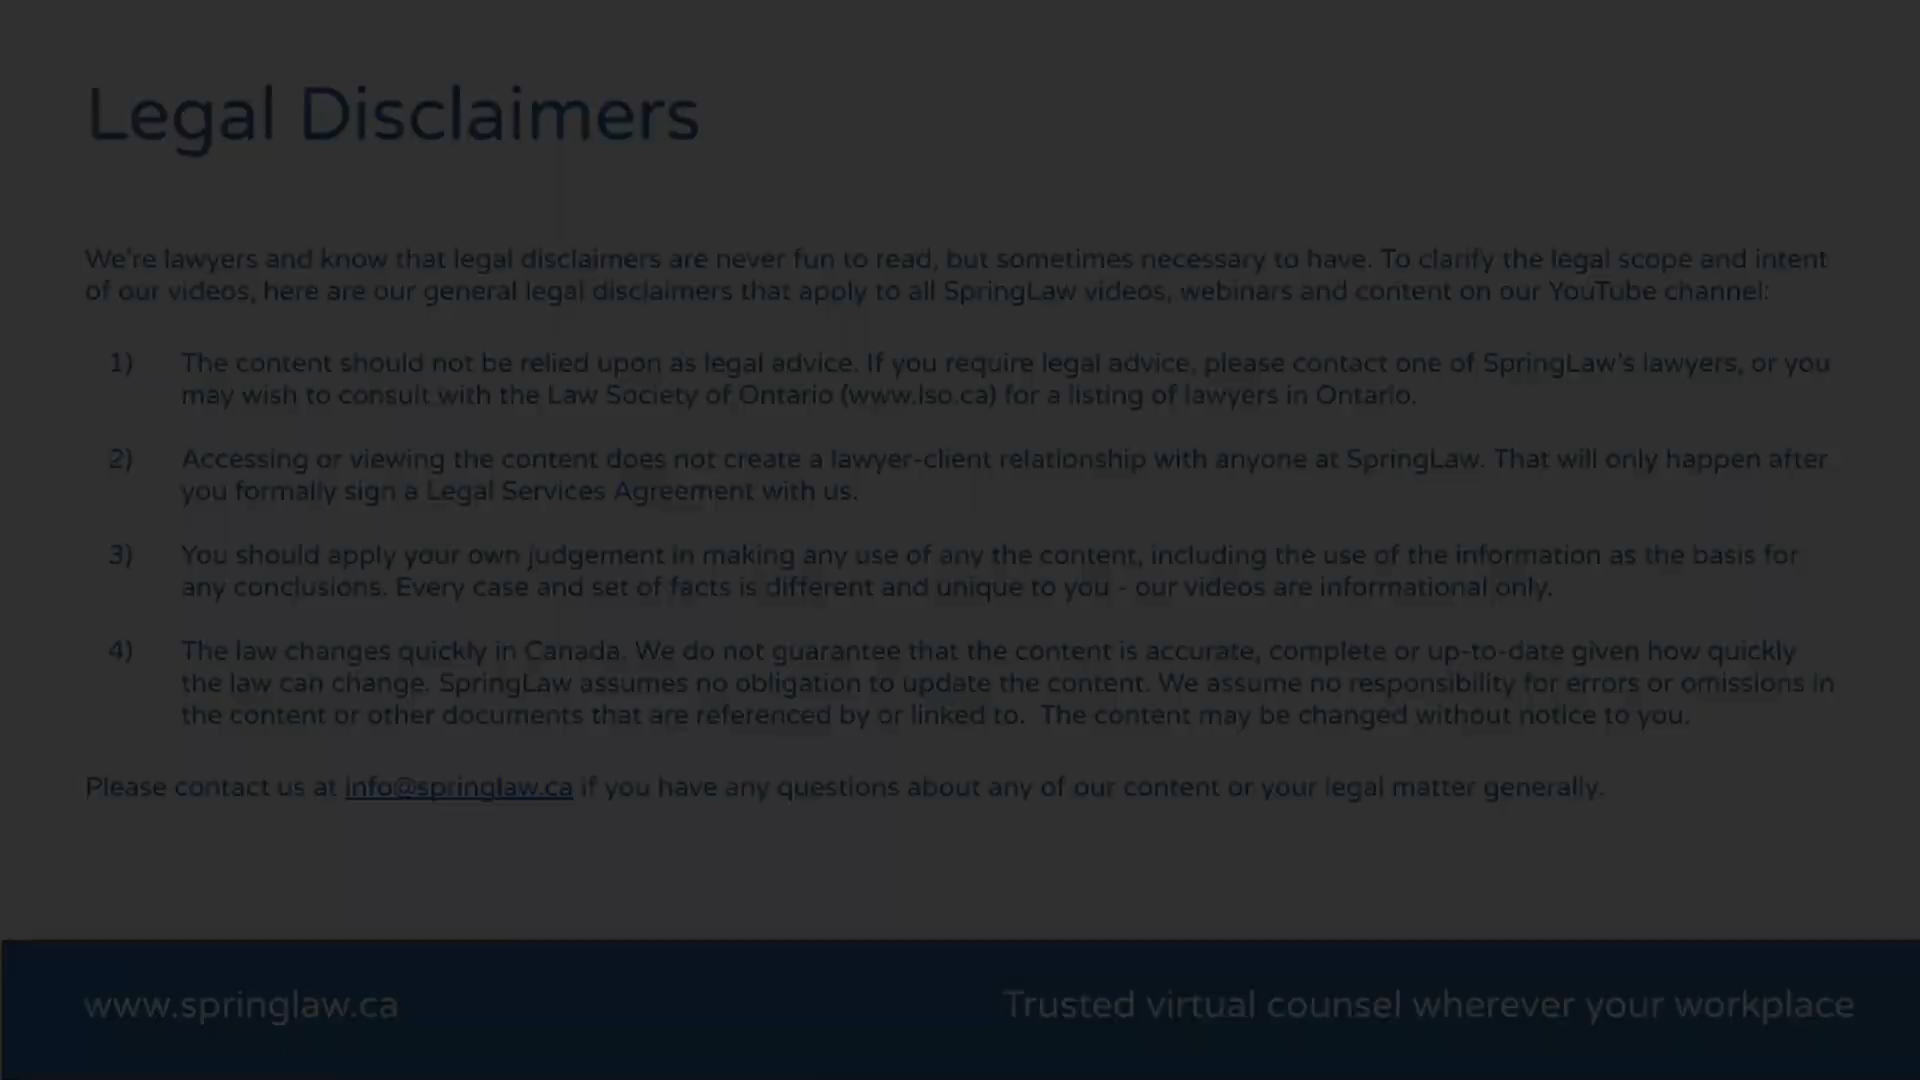 Legal Disclaimers
We're lawyers and know that legal disclaimers are never fun to read, but sometimes necessary to have. To clarify the legal scope and intent
of our videos, here are our general legal disclaimers that apply to all SpringLaw videos, webinars and content on our YouTube channel:
1) The content should not be relied upon as legal advice. If you require legal advice, please contact one of SpringLaw's lawyers, or you
may wish to consult with the Law Society of Ontario (www.lso.ca) for a listing of lawyers in Ontario.
2) Accessing or viewing the content does not create a lawyer-client relationship with anyone at SpringLaw. That will only happen after
you formally sign a Legal Services Agreement with us.
3) You should apply your own judgement in making any use of any the content, including the use of the information as the basis for
any conclusions. Every case and set of facts is different and unique to you - our videos are informational only.
4) The law changes quickly in Canada. We do not guarantee that the content is accurate, complete or up-to-date given how quickly
the law can change. SpringLaw assumes no obligation to update the content. We assume no responsibility for errors or omissions in
the content or other documents that are referenced by or linked to. The content may be changed without notice to you.
Please contact us at info@springlaw.ca if you have any questions about any of our content or your legal matter generally.
www.springlaw.ca
Trusted virtual counsel wherever your workplace